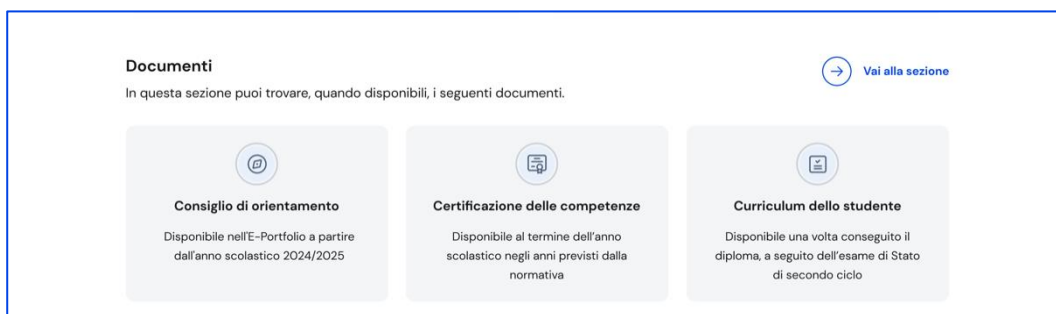 Documenti
Vai alla sezione
In questa sezione puoi trovare, quando disponibili, i seguenti documenti.
Consiglio di orientamento
Disponibile nell'E-Portfolio a partire
dall'anno scolastico 2024/2025
Certificazione delle competenze
Disponibile al termine dell'anno
scolastico negli anni previsti dalla
normativa
Curriculum dello studente
Disponibile una volta conseguito il
diploma, a seguito dell'esame di Stato
di secondo ciclo